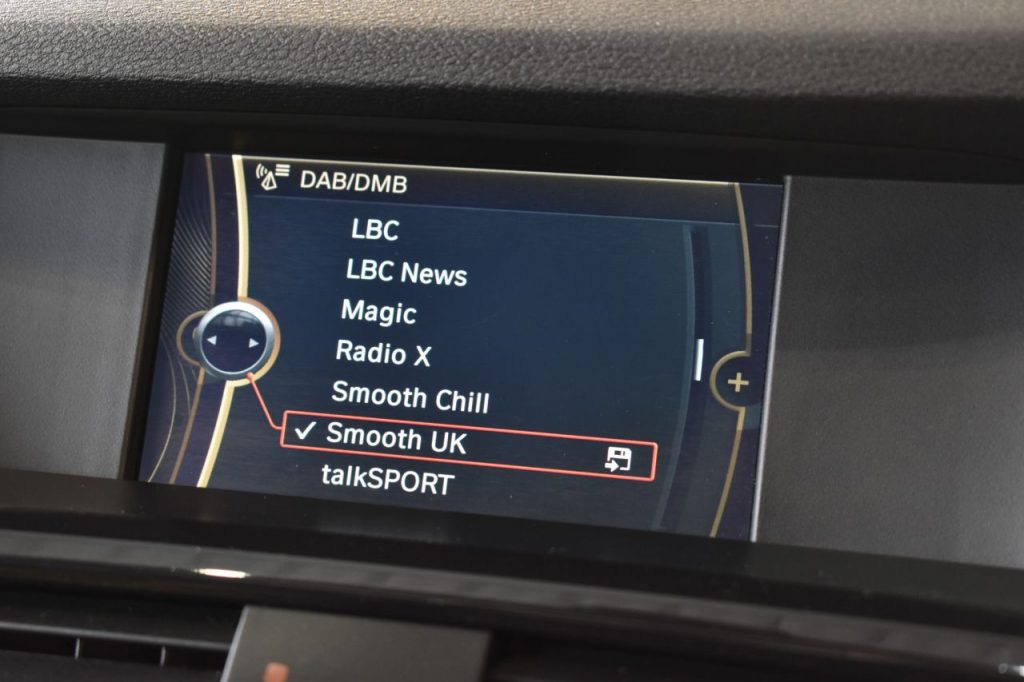 DAB/DMB
LBC
LBC News
Magic
Radio X
Smooth Chill
✓ Smooth UK
talkSPORT